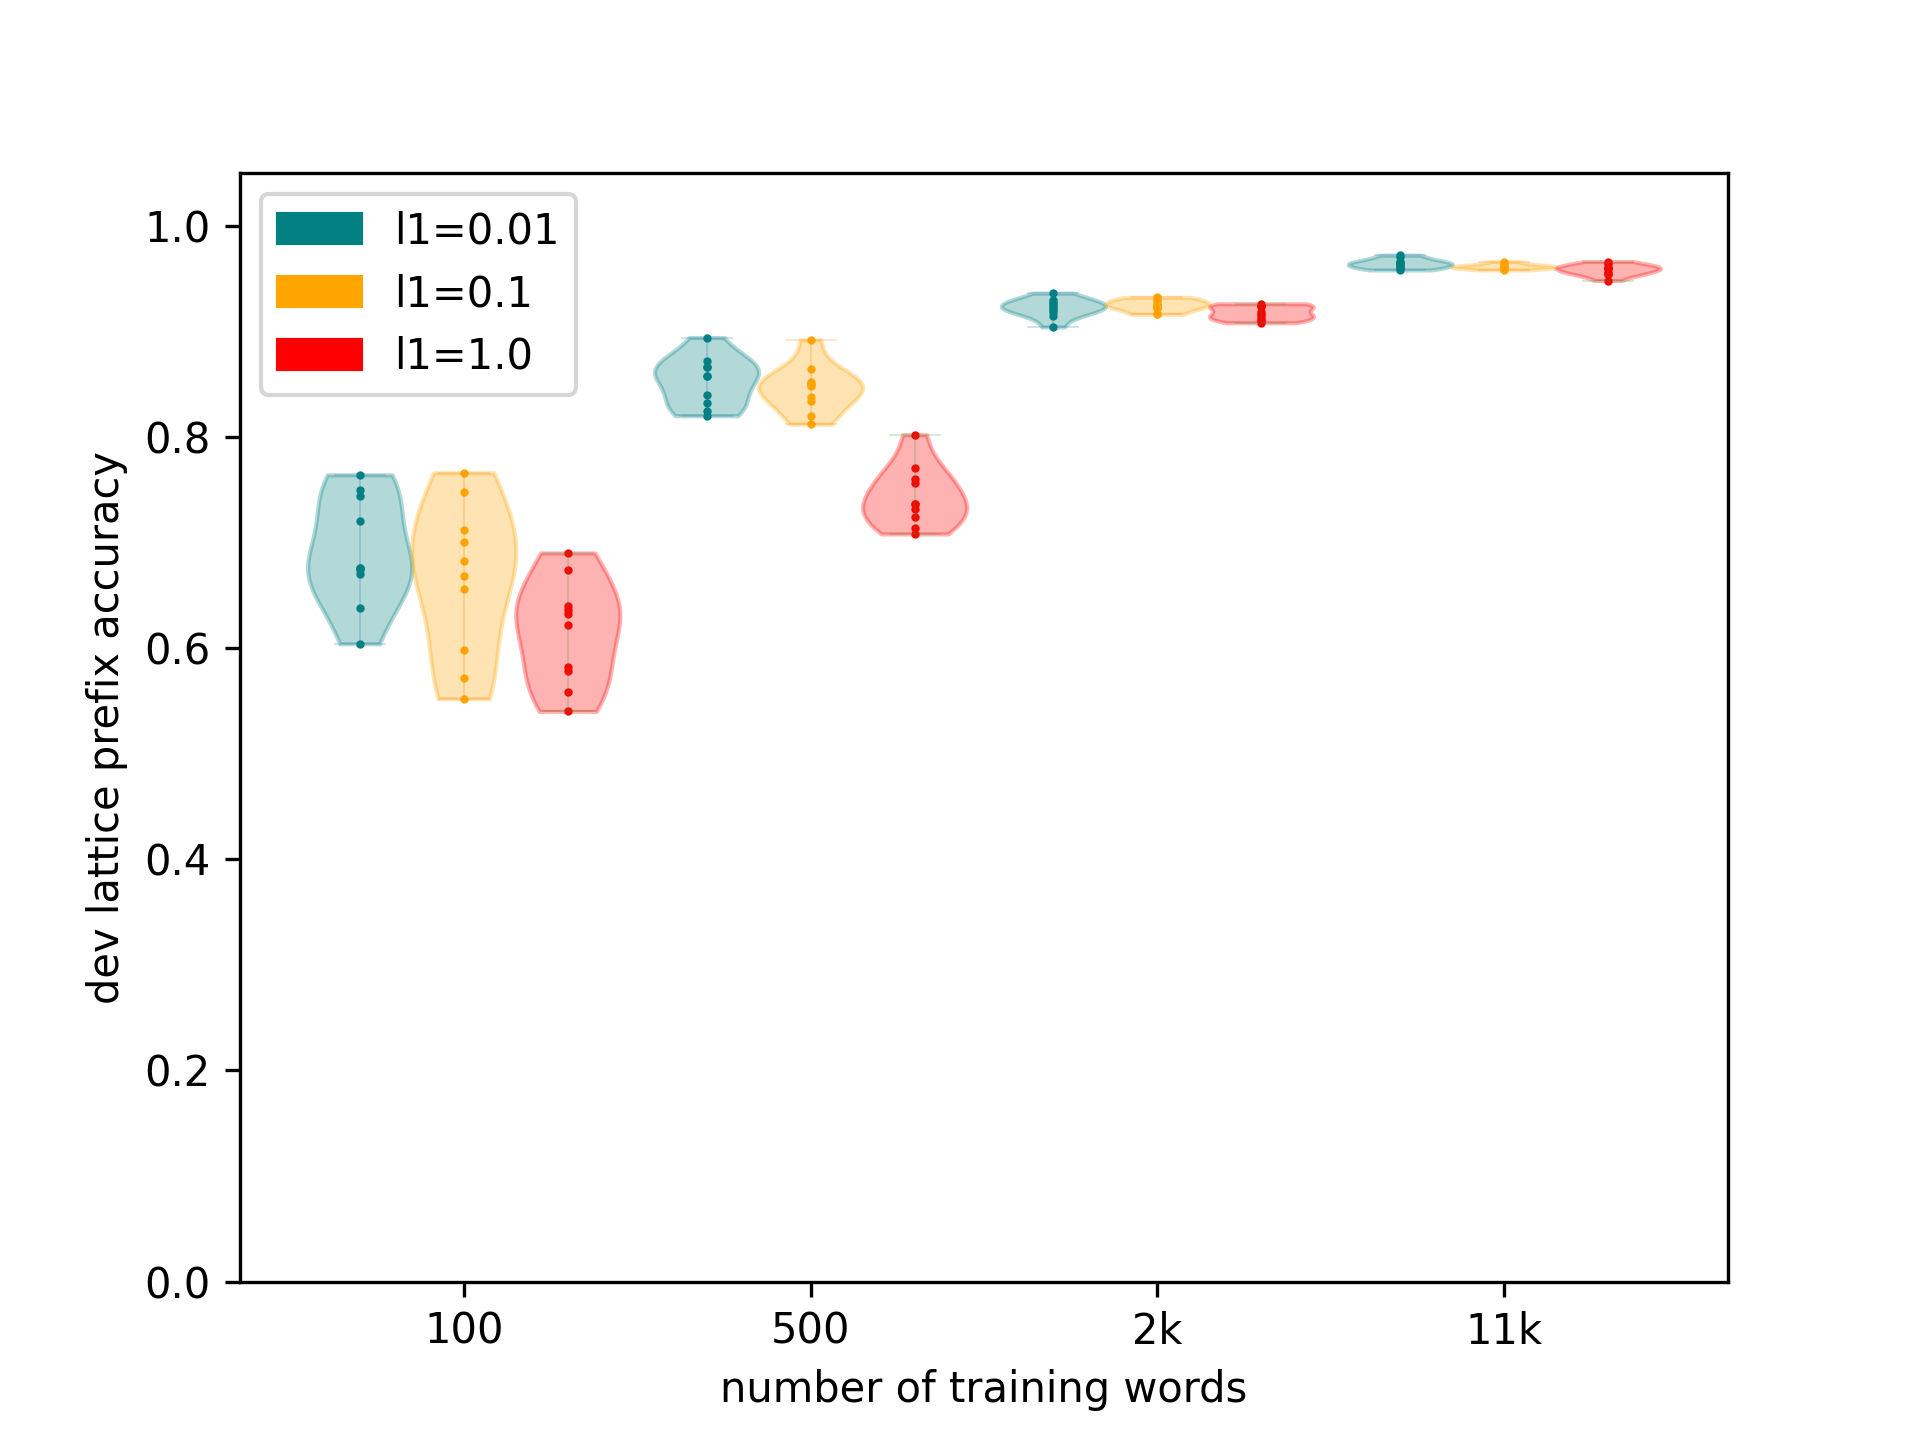 l1=0.01
l1=0.1
l1=1.0
1.0
0.8
0.6
0.4
0.2
0.0
dev lattice prefix accuracy
100 500 2k 11k
number of training words